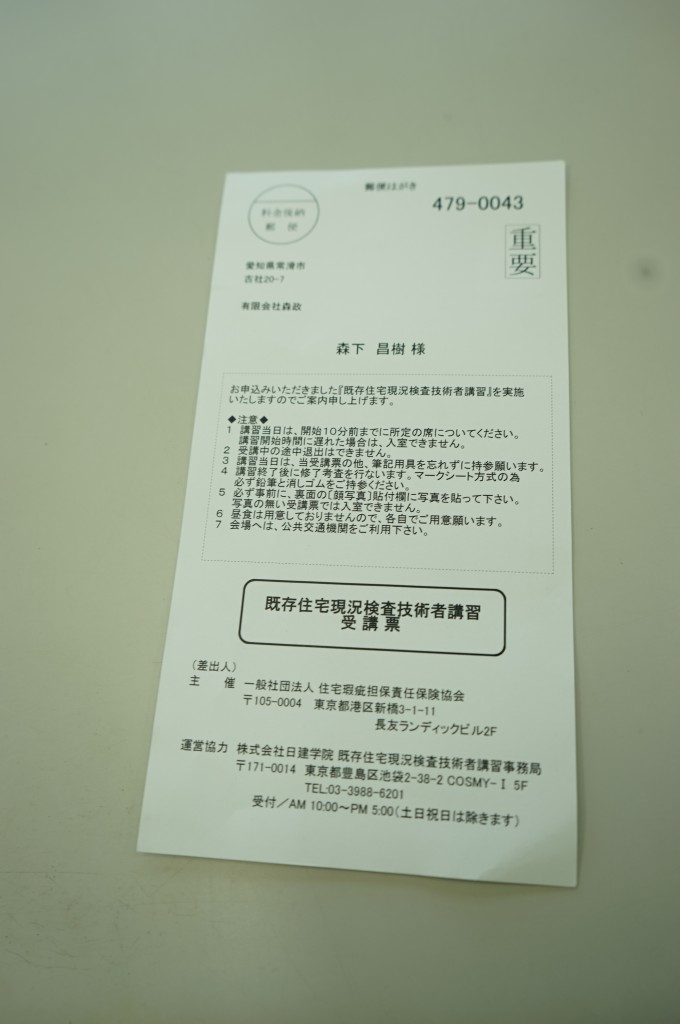 郵便はがき
料金後納
郵便
479-0043
重要
愛知県常滑市
古社20-7
有限会社森政
森下 昌樹 様
お申込みいただきました『既存住宅現況検査技術者講習』を実施
いたしますのでご案内申し上げます。
◆注意◆
1 講習当日は、開始10分前までに所定の席についてください。
講習開始時間に遅れた場合は、入室できません。
2 受講中の途中退出はできません。
3 講習当日は、当受講票の他、筆記用具を忘れずに持参願います。
4 講習終了後に修了考査を行ないます。マークシート方式の為
必ず鉛筆と消しゴムをご持参ください。
5 必ず事前に、裏面の〔顔写真〕貼付欄に写真を貼って下さい。
写真の無い受講票では入室できません。
6 昼食は用意しておりませんので、各自でご用意願います。
7 会場へは、公共交通機関をご利用下さい。
既存住宅現況検査技術者講習
受講票
(差出人)
主 催 一般社団法人 住宅瑕疵担保責任保険協会
〒105-0004 東京都港区新橋3-1-11
長友ランディックビル2F
運営協力 株式会社日建学院 既存住宅現況検査技術者講習事務局
〒171-0014 東京都豊島区池袋2-38-2 COSMY-Ⅰ 5F
TEL:03-3988-6201
受付/AM 10:00~PM 5:00(土日祝日は除きます)